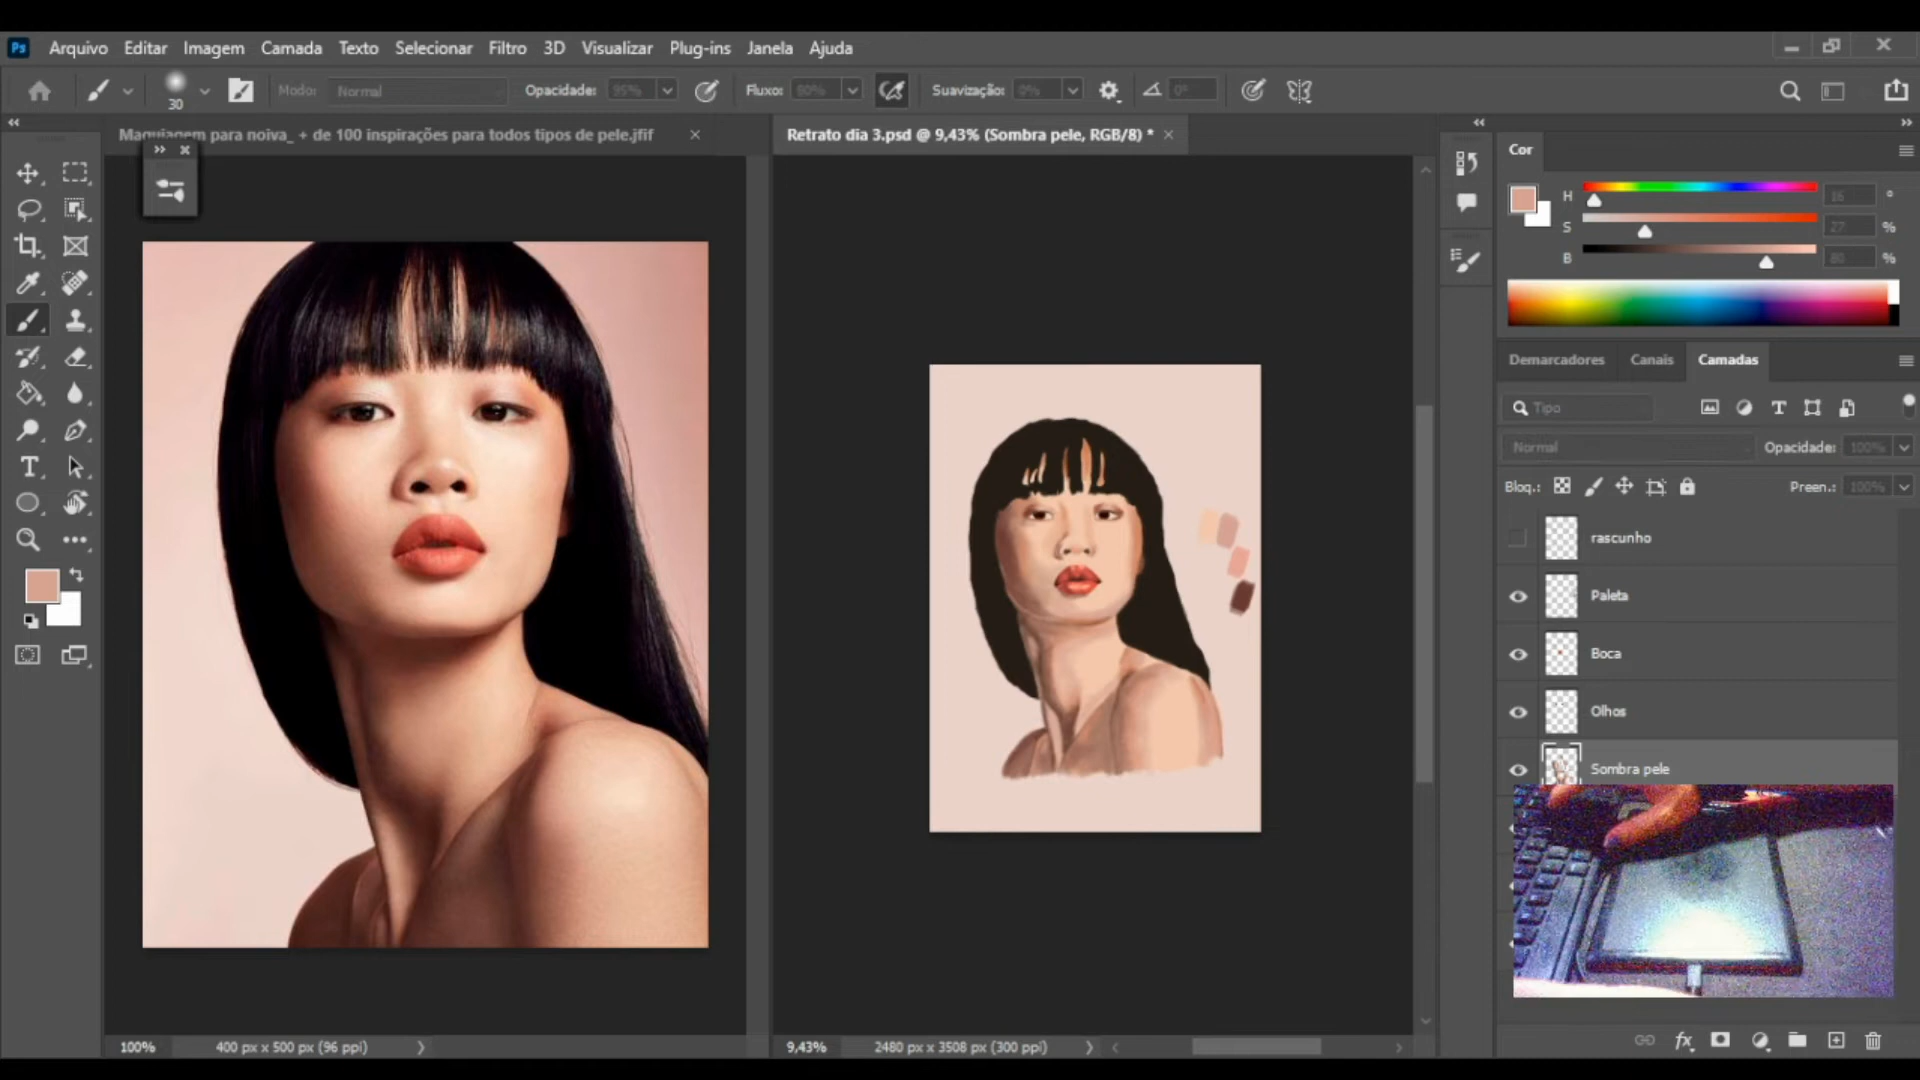 Ps Arquivo Editar Imagem Camada Texto Selecionar Filtro 3D Visualizar Plug-ins Janela Ajuda
30 Modo: Normal Opacidade: 95% Fluxo: 80% Suavização: 0% 0°
Maquiagem para noiva_ + de 100 inspirações para todos tipos de pele.jfif
Retrato dia 3.psd @ 9,43% (Sombra pele, RGB/8) *
Cor
H 16 °
S 27 %
B 80 %
Demarcadores Canais Camadas
Tipo
Normal Opacidade: 100%
Bloq.: Preen.: 100%
rascunho
Paleta
Boca
Olhos
Sombra pele
100% 400 px x 500 px (96 ppi)
9,43% 2480 px x 3508 px (300 ppi)
fx